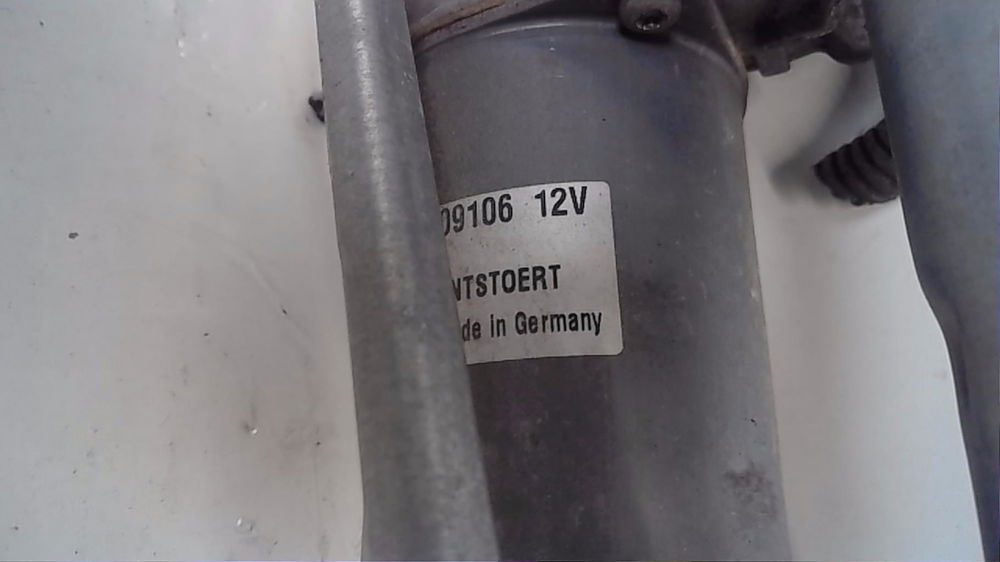 09106 12V
NTSTOERT
de in Germany